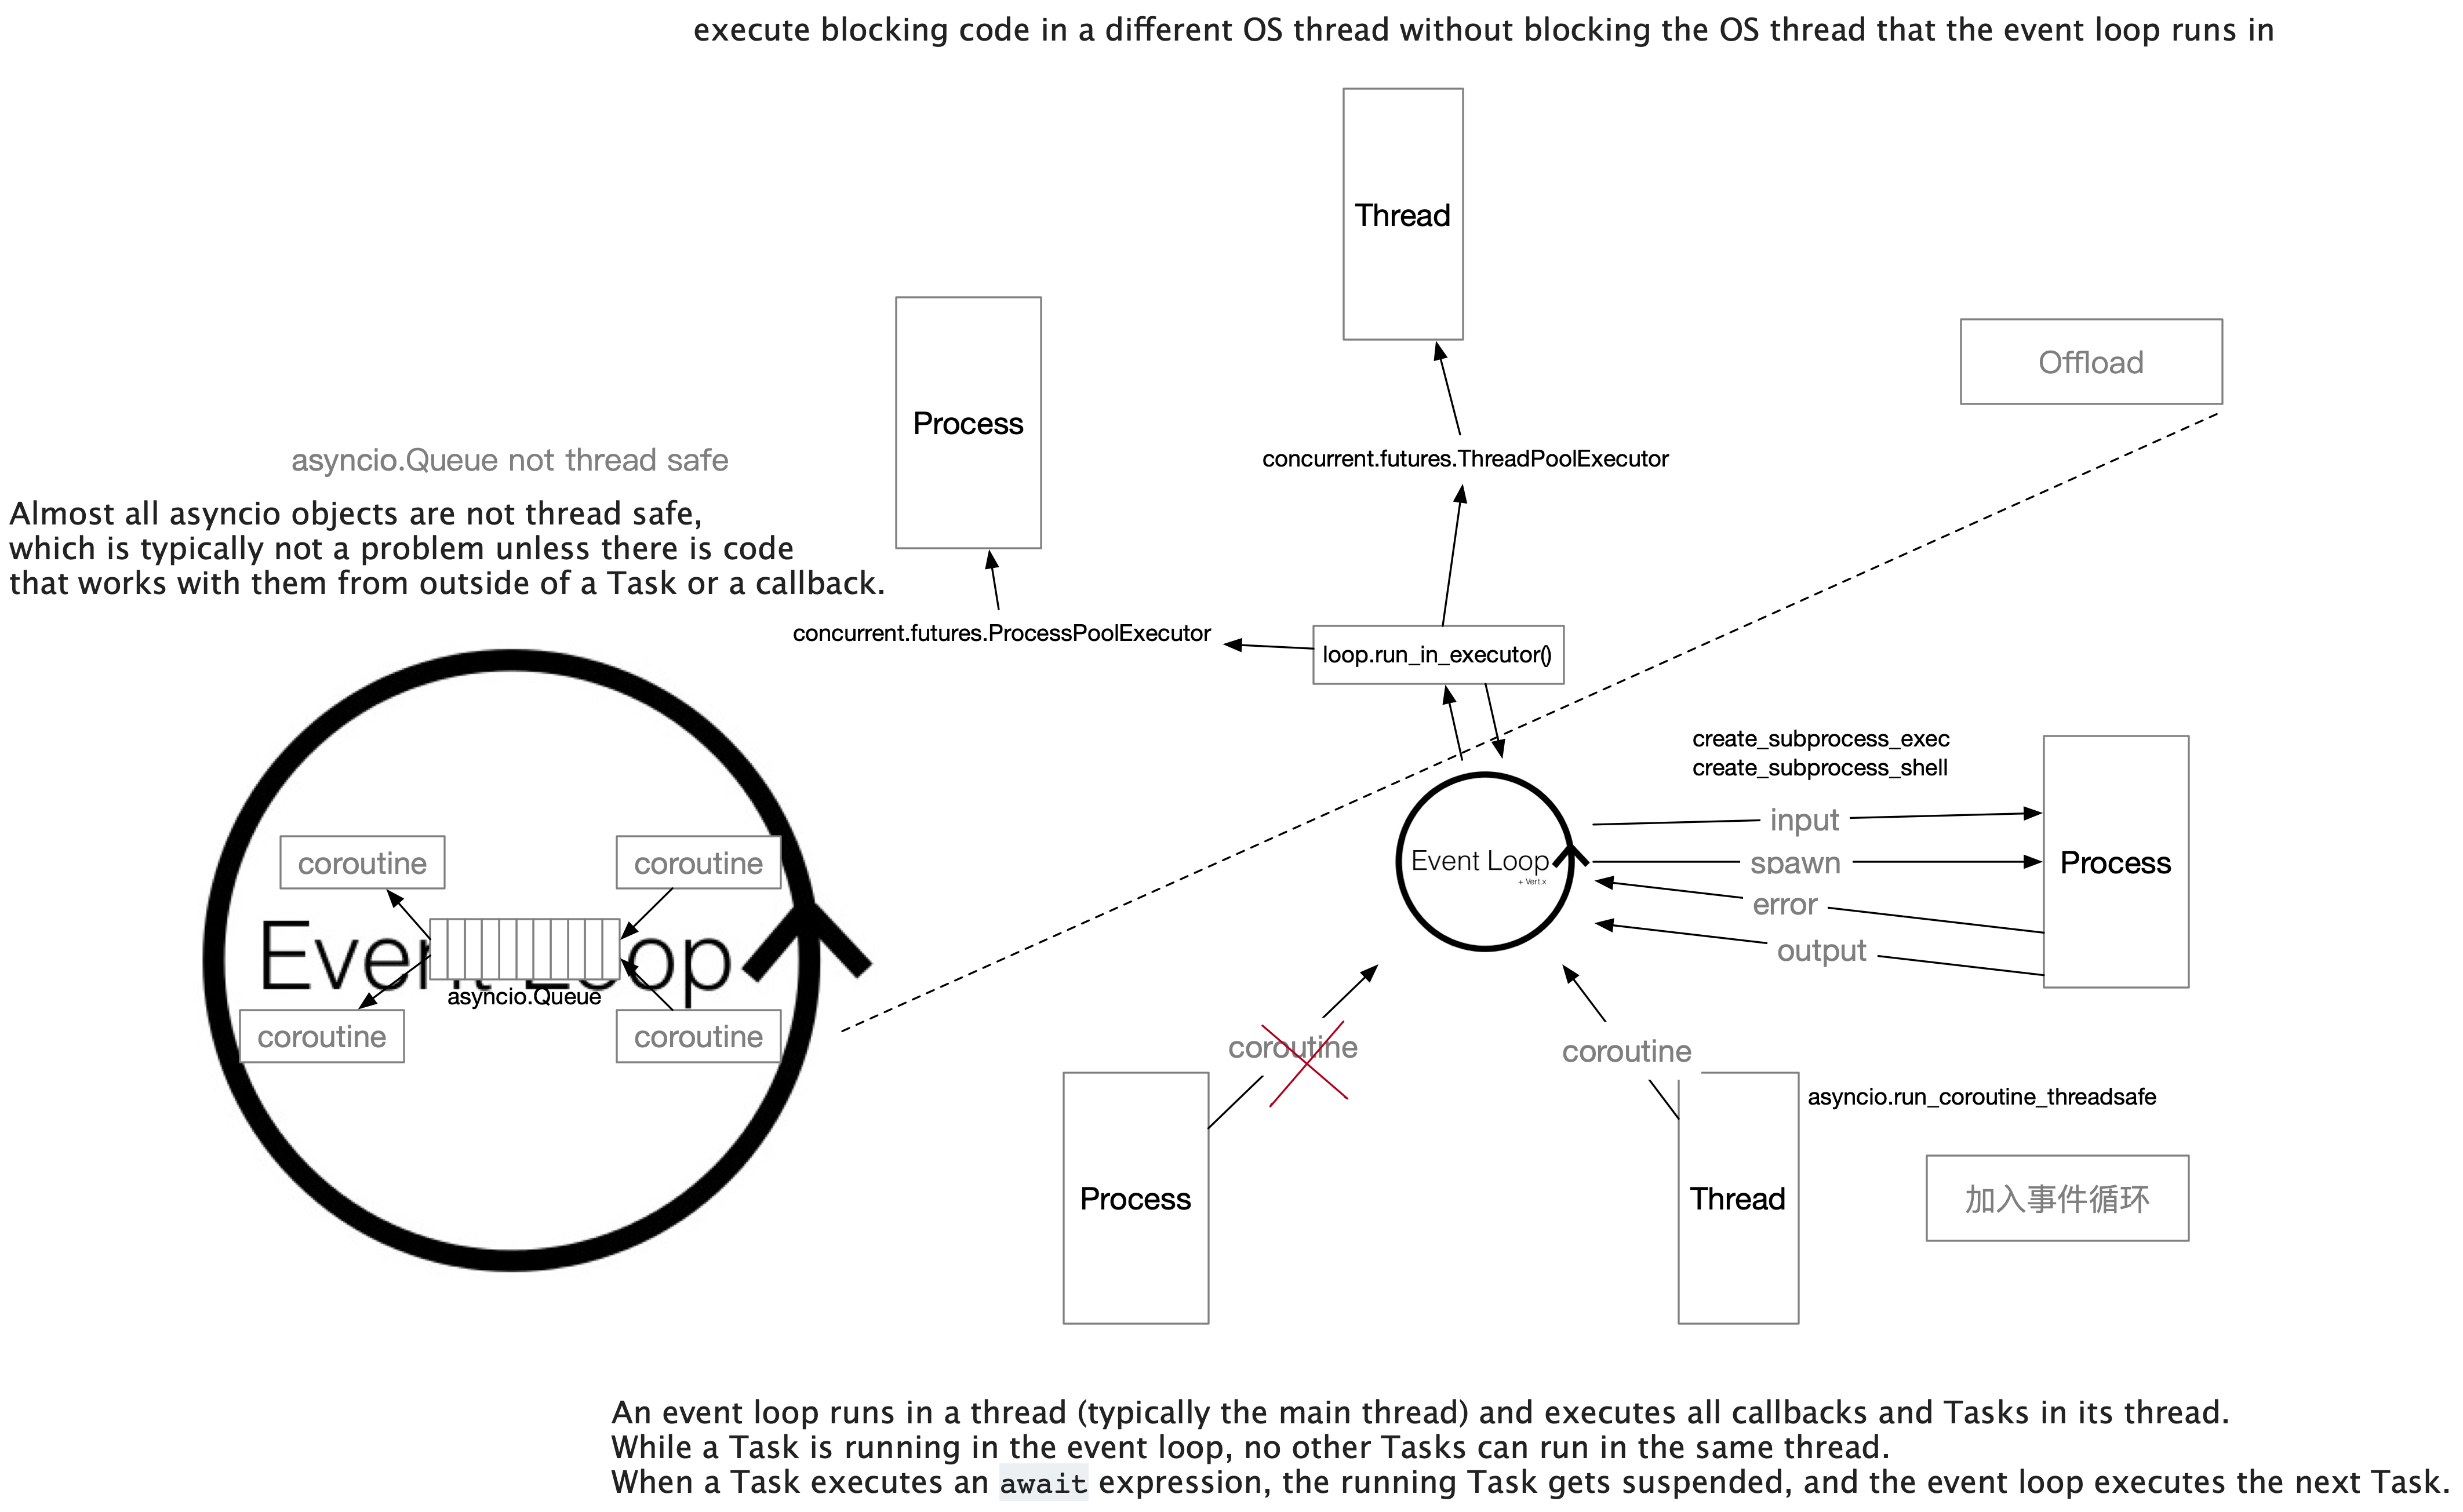 execute blocking code in a different OS thread without blocking the OS thread that the event loop runs in
Thread
Process
Offload
asyncio.Queue not thread safe
concurrent.futures.ThreadPoolExecutor
Almost all asyncio objects are not thread safe,
which is typically not a problem unless there is code
that works with them from outside of a Task or a callback.
concurrent.futures.ProcessPoolExecutor
loop.run_in_executor()
create_subprocess_exec
create_subprocess_shell
input
Event Loop
+ Vert.x
spawn
Process
error
output
coroutine
coroutine
Event Loop
asyncio.Queue
coroutine
coroutine
coroutine
coroutine
asyncio.run_coroutine_threadsafe
Process
Thread
加入事件循环
An event loop runs in a thread (typically the main thread) and executes all callbacks and Tasks in its thread.
While a Task is running in the event loop, no other Tasks can run in the same thread.
When a Task executes an await expression, the running Task gets suspended, and the event loop executes the next Task.